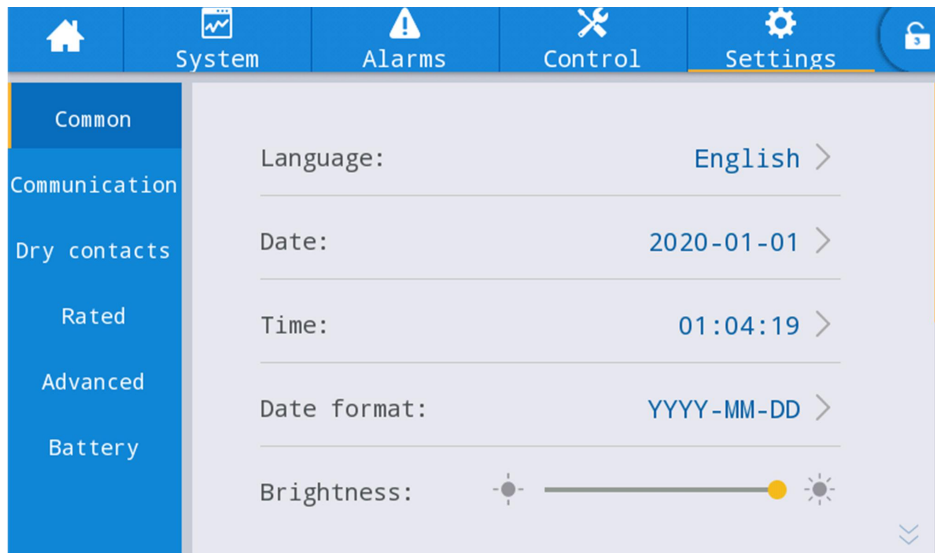 System
Alarms
Control
Settings
3
Common
Communication
Dry contacts
Rated
Advanced
Battery
Language: English
Date: 2020-01-01
Time: 01:04:19
Date format: YYYY-MM-DD
Brightness: